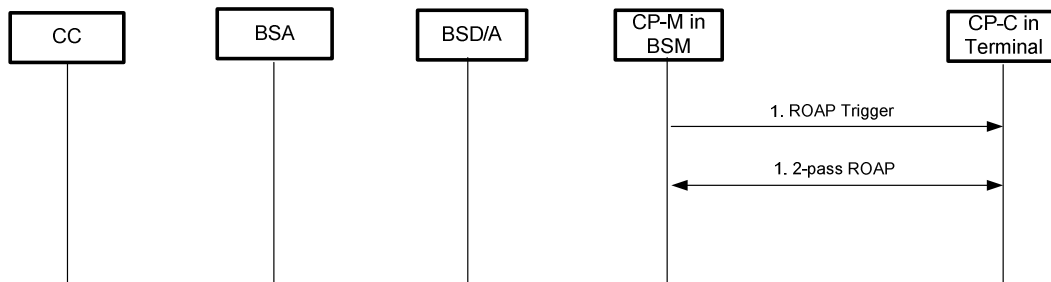 CC
BSA
BSD/A
CP-M in
BSM
CP-C in
Terminal
1. ROAP Trigger
1. 2-pass ROAP